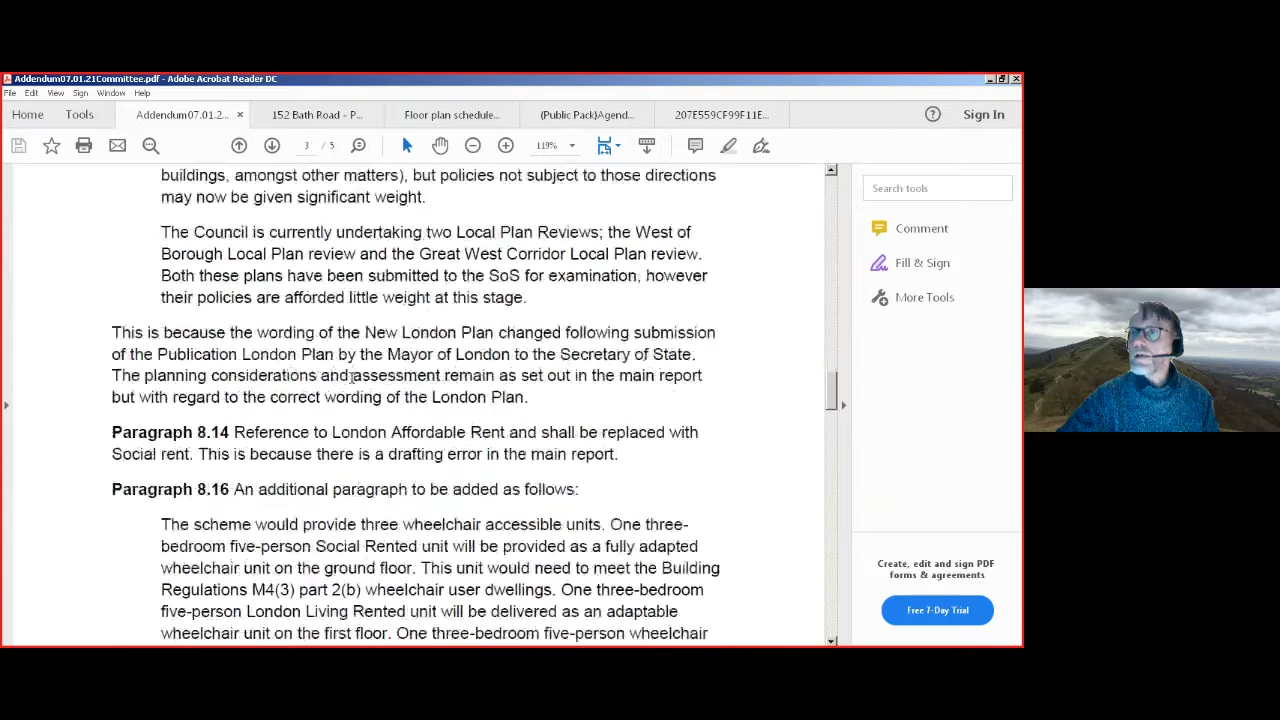 Addendum07.01.21Committee.pdf - Adobe Acrobat Reader DC
File Edit View Sign Window Help
Home Tools Addendum07.01.2... × 152 Bath Road - P... Floor plan schedule... (Public Pack)Agend... 207E559CF99F11E... Sign In
3 / 5 119%
buildings, amongst other matters), but policies not subject to those directions
may now be given significant weight.
The Council is currently undertaking two Local Plan Reviews; the West of
Borough Local Plan review and the Great West Corridor Local Plan review.
Both these plans have been submitted to the SoS for examination, however
their policies are afforded little weight at this stage.
This is because the wording of the New London Plan changed following submission
of the Publication London Plan by the Mayor of London to the Secretary of State.
The planning considerations and assessment remain as set out in the main report
but with regard to the correct wording of the London Plan.
Paragraph 8.14 Reference to London Affordable Rent and shall be replaced with
Social rent. This is because there is a drafting error in the main report.
Paragraph 8.16 An additional paragraph to be added as follows:
The scheme would provide three wheelchair accessible units. One three-
bedroom five-person Social Rented unit will be provided as a fully adapted
wheelchair unit on the ground floor. This unit would need to meet the Building
Regulations M4(3) part 2(b) wheelchair user dwellings. One three-bedroom
five-person London Living Rented unit will be delivered as an adaptable
wheelchair unit on the first floor. One three-bedroom five-person wheelchair
Search tools
Comment
Fill & Sign
More Tools
Create, edit and sign PDF
forms & agreements
Free 7-Day Trial